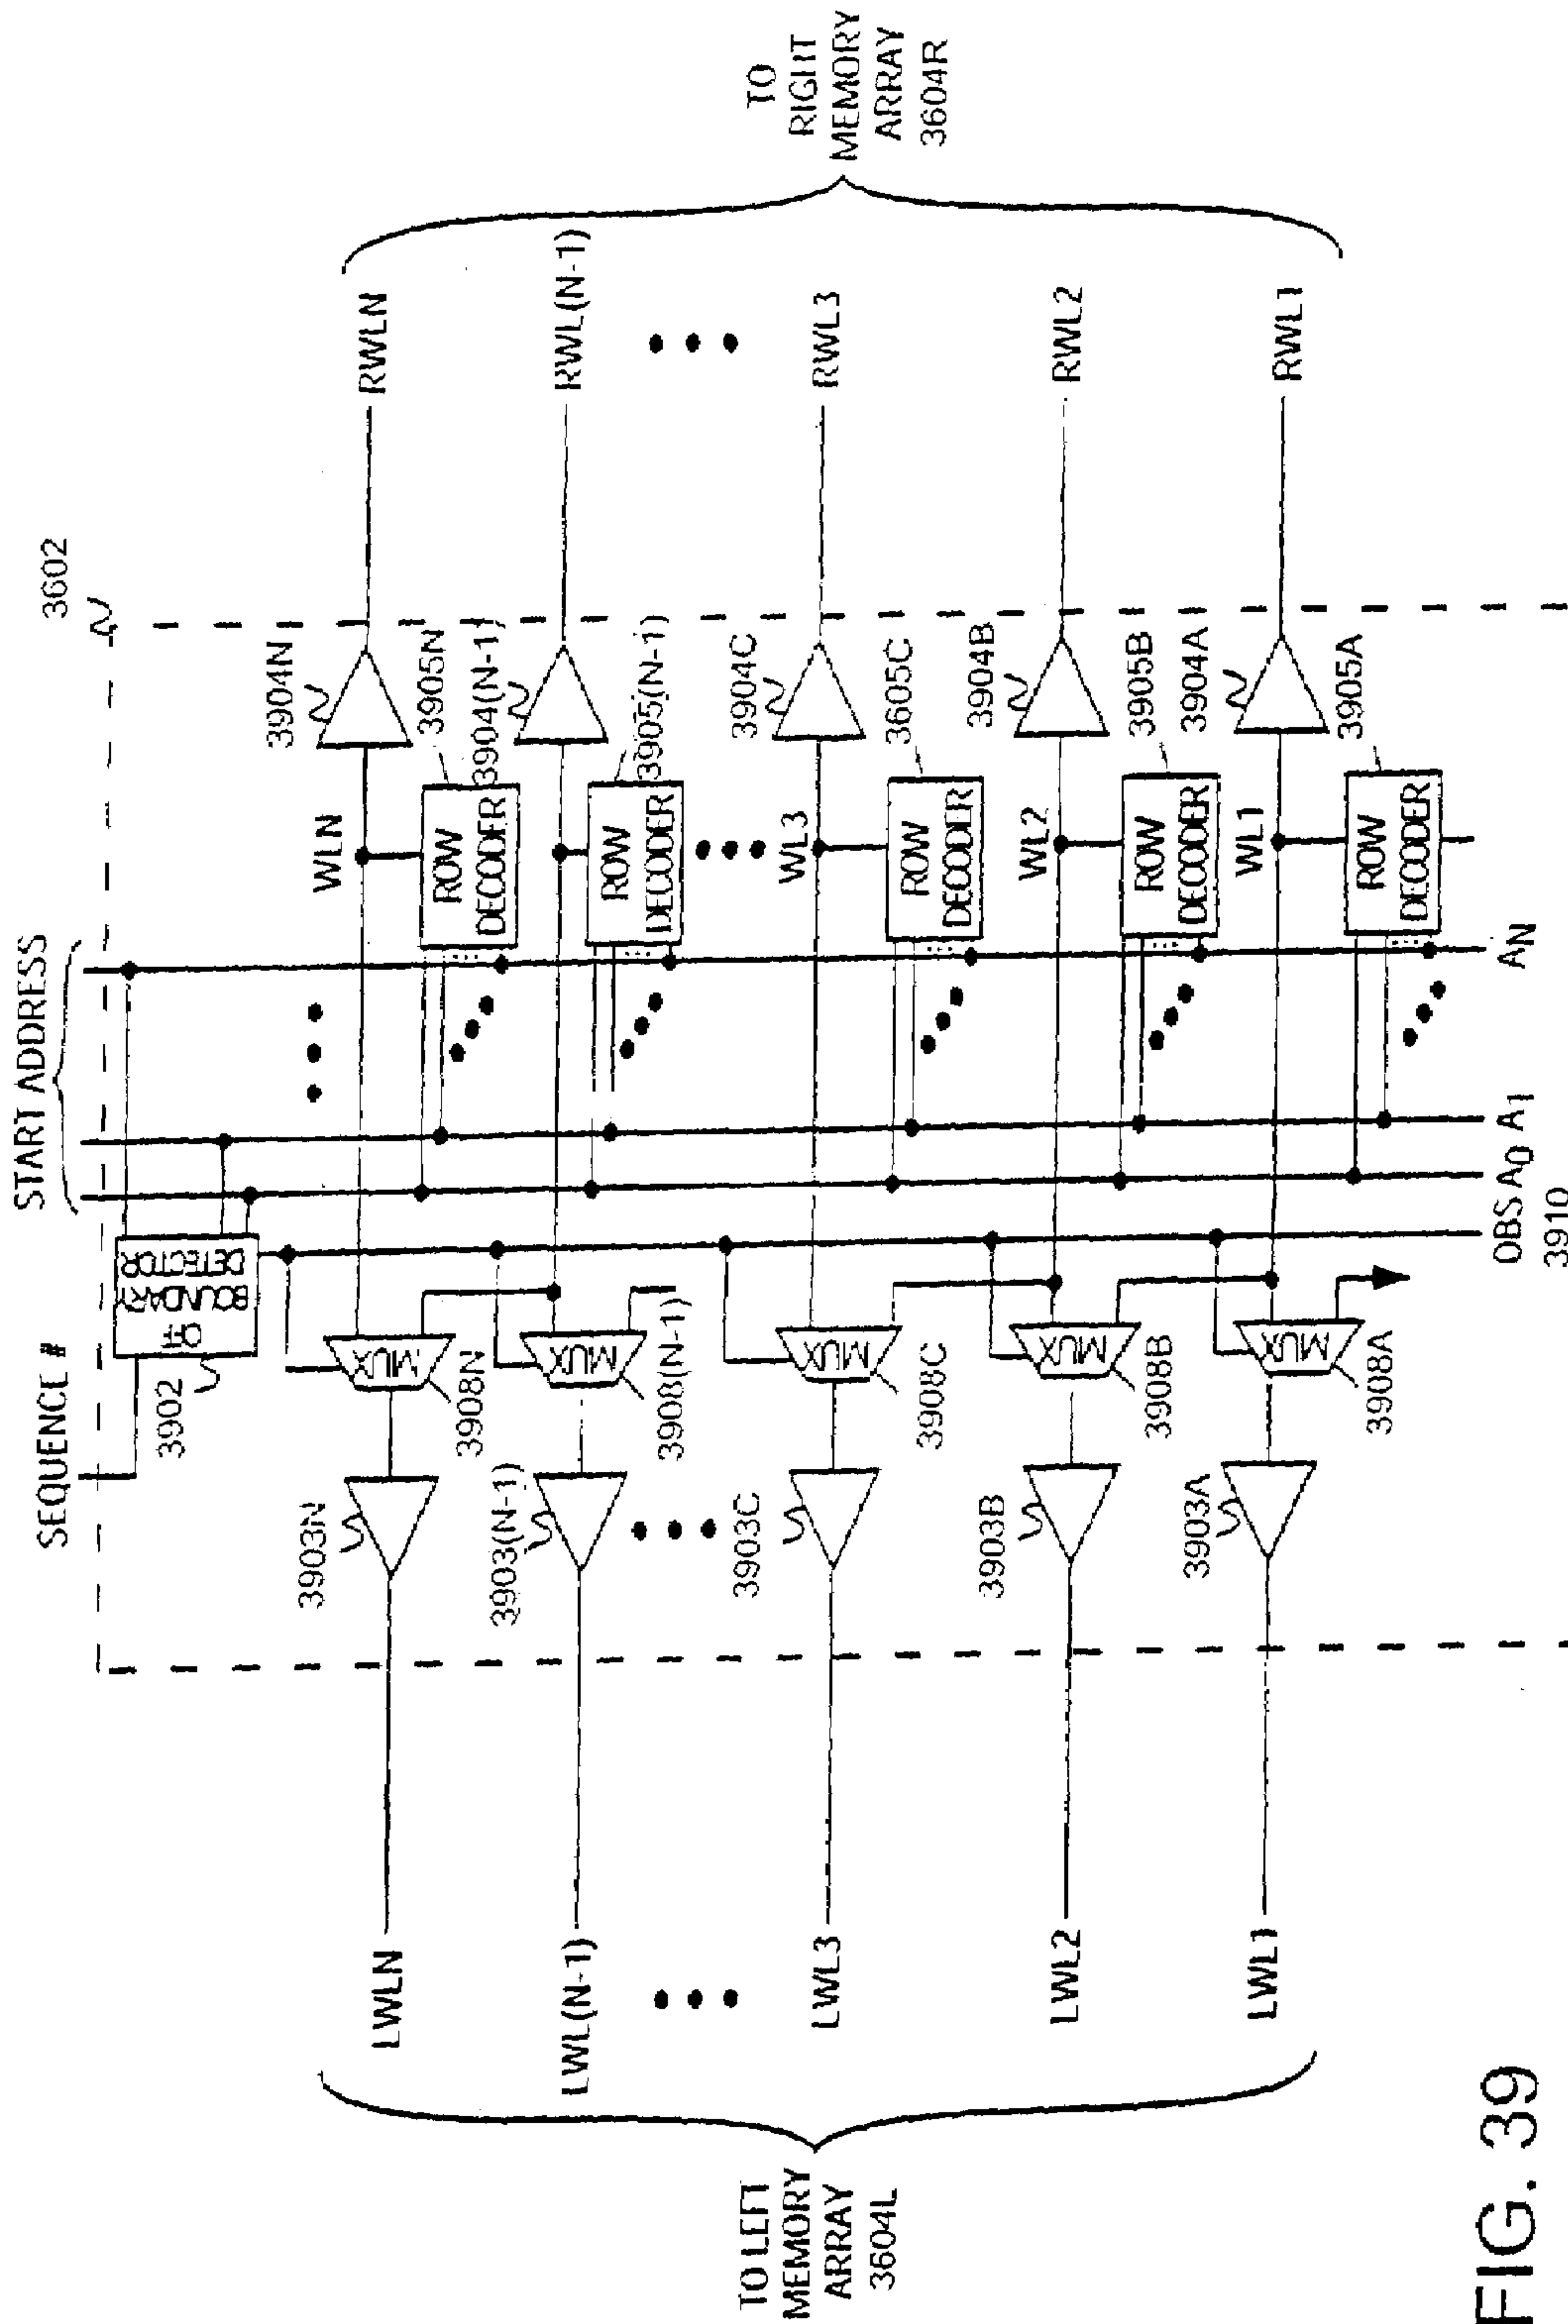 SEQUENCE #
START ADDRESS
3602
3902
OFF
BOUNDARY
DETECTOR
LWLN
3903N
MUX
3908N
WLN
3904N
RWLN
ROW
DECODER
3905N
LWL(N-1)
3903(N-1)
MUX
3908(N-1)
3904(N-1)
RWL(N-1)
ROW
DECODER
3905(N-1)
LWL3
3903C
MUX
3908C
WL3
3904C
RWL3
ROW
DECODER
3605C
LWL2
3903B
MUX
3908B
WL2
3904B
RWL2
ROW
DECODER
3905B
LWL1
3903A
MUX
3908A
WL1
3904A
RWL1
ROW
DECODER
3905A
TO LEFT
MEMORY
ARRAY
3604L
TO
RIGHT
MEMORY
ARRAY
3604R
OBS A0 A1 AN
3910
FIG. 39